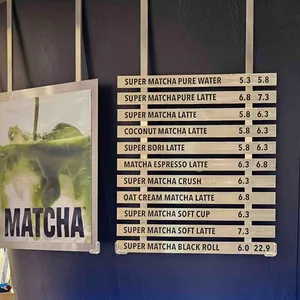 SUPER MATCHA PURE WATER 5.3 5.8
SUPER MATCHAPURE LATTE 6.8 7.3
SUPER MATCHA LATTE 5.8 6.3
COCONUT MATCHA LATTE 5.8 6.3
SUPER BORI LATTE 5.8 6.3
MATCHA ESPRESSO LATTE 6.3 6.8
SUPER MATCHA CRUSH 6.3
OAT CREAM MATCHA LATTE 6.8
SUPER MATCHA SOFT CUP 6.3
SUPER MATCHA SOFT LATTE 7.3
SUPER MATCHA BLACK ROLL 6.0 22.9
MATCHA